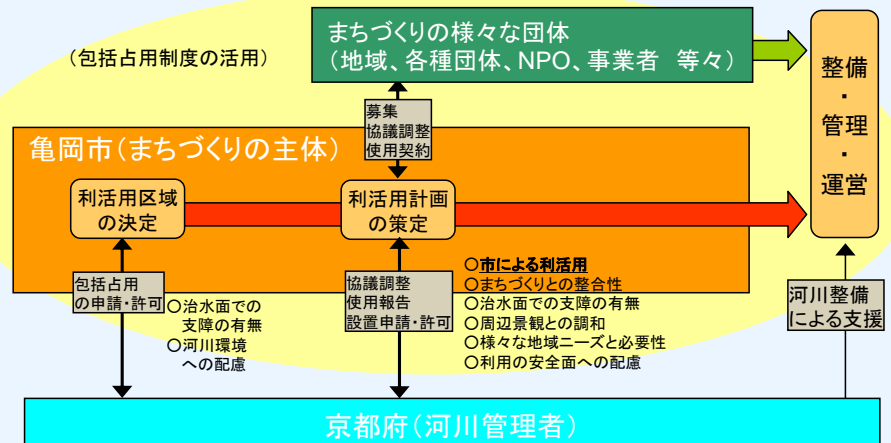 (包括占用制度の活用)
まちづくりの様々な団体
(地域、各種団体、NPO、事業者 等々)
整備
・
管理
・
運営
募集
協議調整
使用契約
亀岡市(まちづくりの主体)
利活用区域
の決定
利活用計画
の策定
包括占用
の申請・許可
○治水面での
支障の有無
○河川環境
への配慮
協議調整
使用報告
設置申請・許可
○市による利活用
○まちづくりとの整合性
○治水面での支障の有無
○周辺景観との調和
○様々な地域ニーズと必要性
○利用の安全面への配慮
河川整備
による支援
京都府(河川管理者)